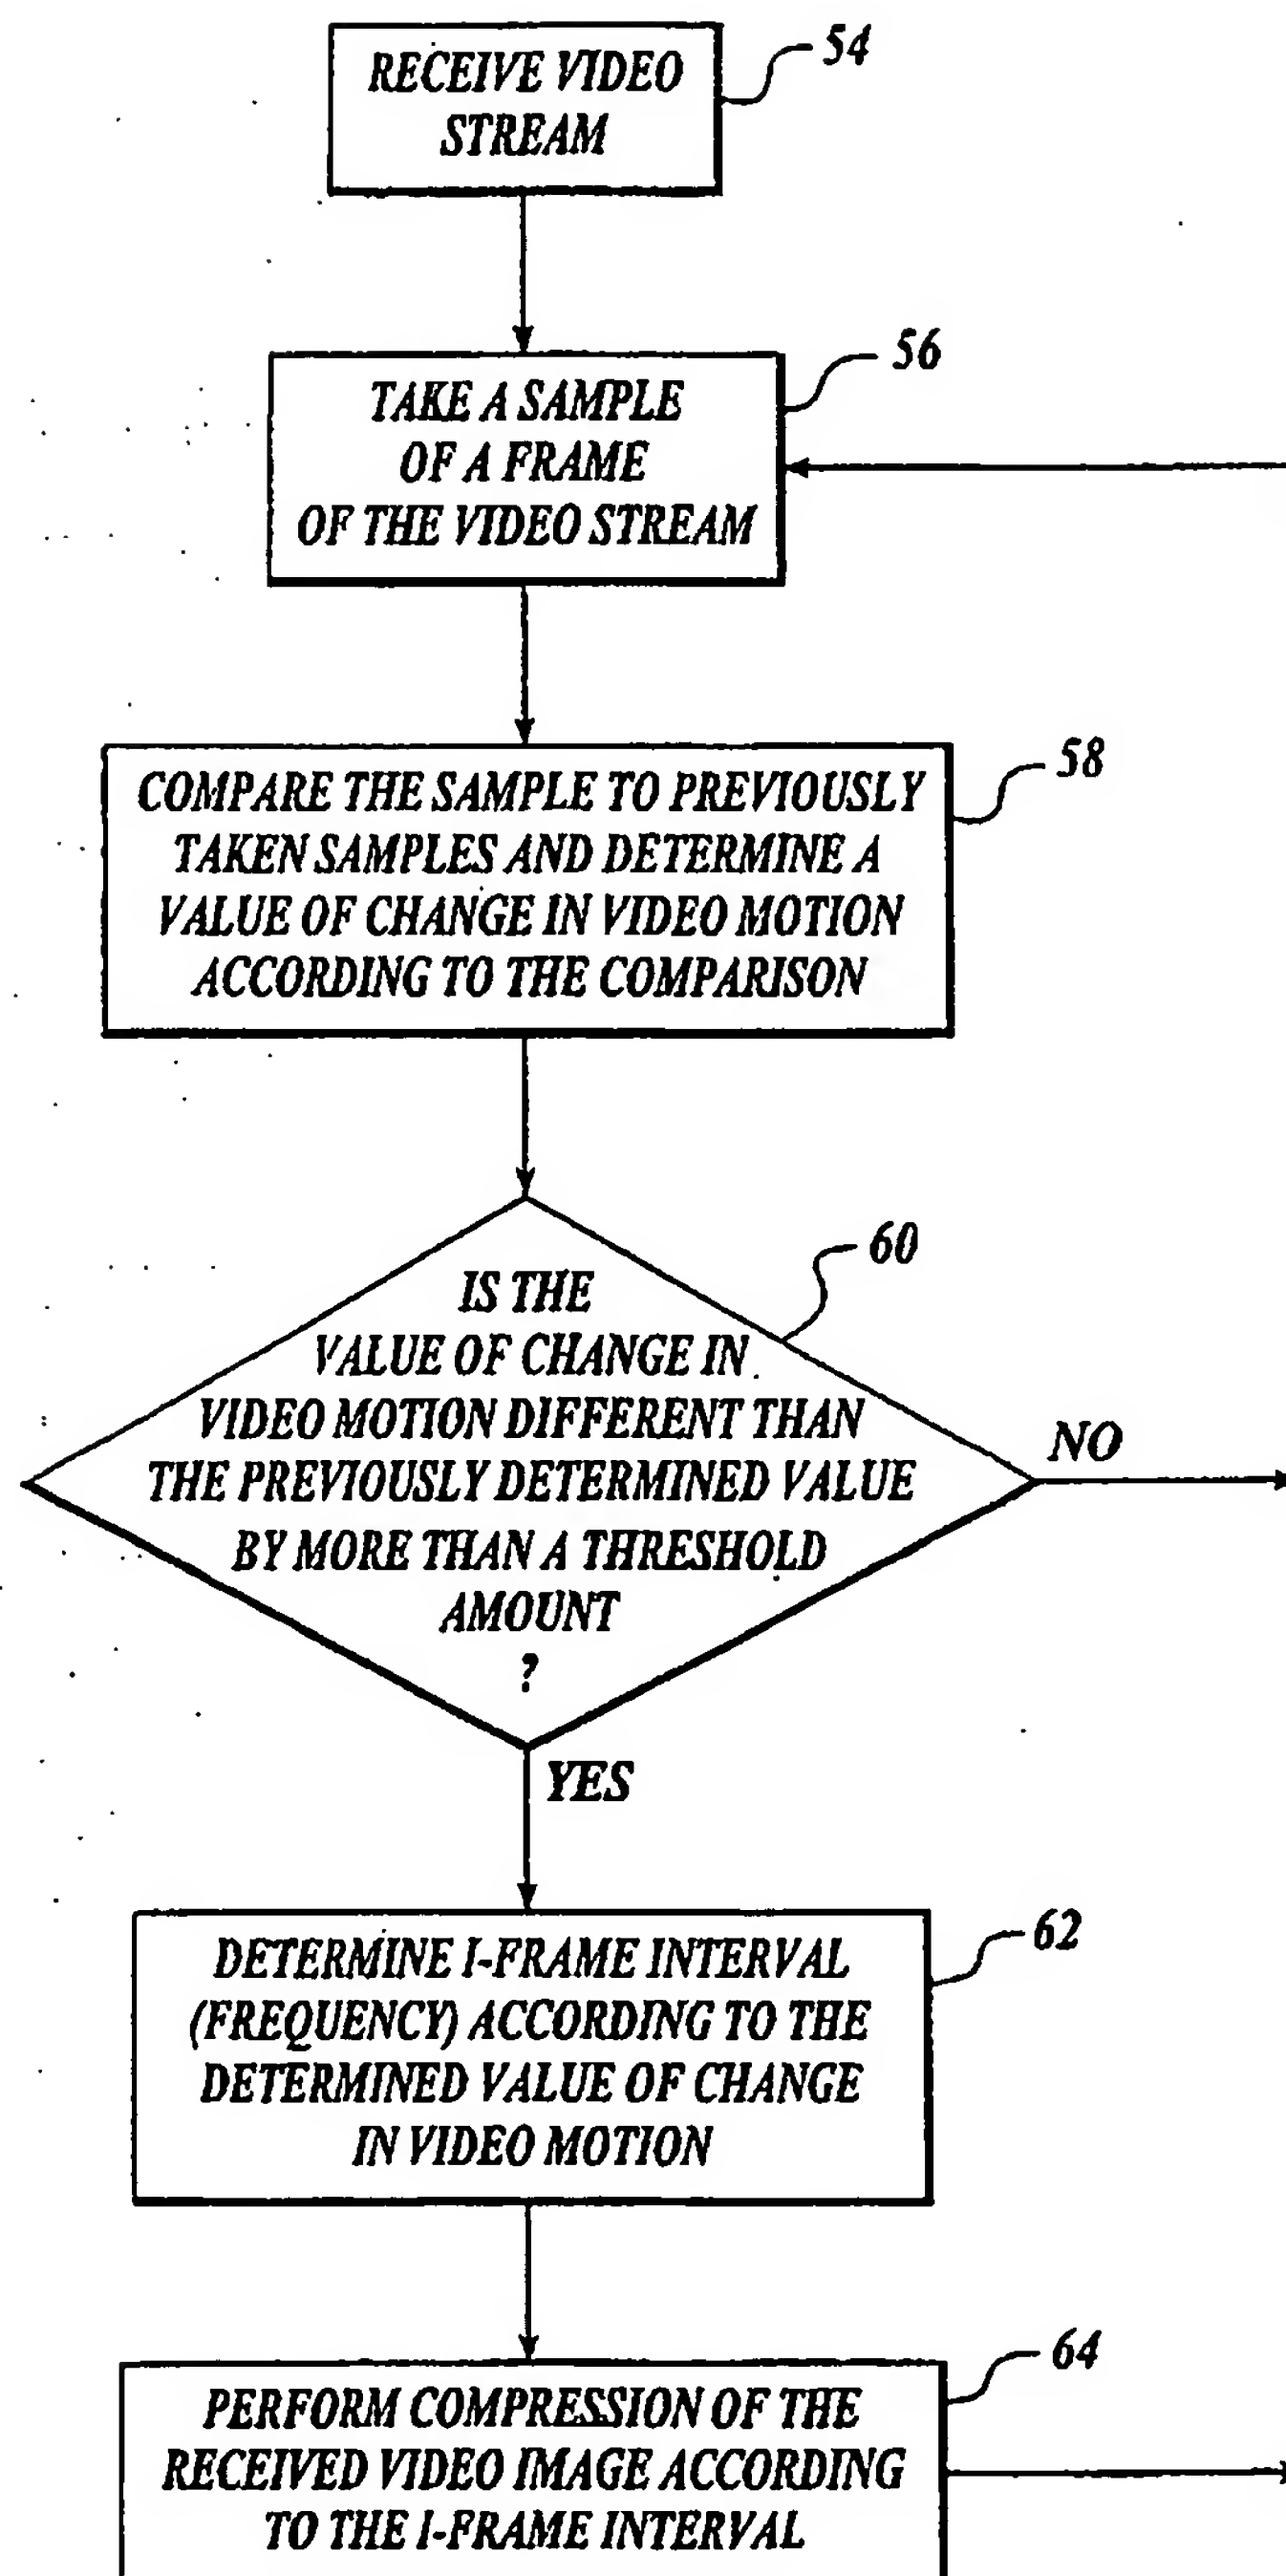 RECEIVE VIDEO
STREAM
54
TAKE A SAMPLE
OF A FRAME
OF THE VIDEO STREAM
56
COMPARE THE SAMPLE TO PREVIOUSLY
TAKEN SAMPLES AND DETERMINE A
VALUE OF CHANGE IN VIDEO MOTION
ACCORDING TO THE COMPARISON
58
IS THE
VALUE OF CHANGE IN
VIDEO MOTION DIFFERENT THAN
THE PREVIOUSLY DETERMINED VALUE
BY MORE THAN A THRESHOLD
AMOUNT
?
60
NO
YES
DETERMINE I-FRAME INTERVAL
(FREQUENCY) ACCORDING TO THE
DETERMINED VALUE OF CHANGE
IN VIDEO MOTION
62
PERFORM COMPRESSION OF THE
RECEIVED VIDEO IMAGE ACCORDING
TO THE I-FRAME INTERVAL
64